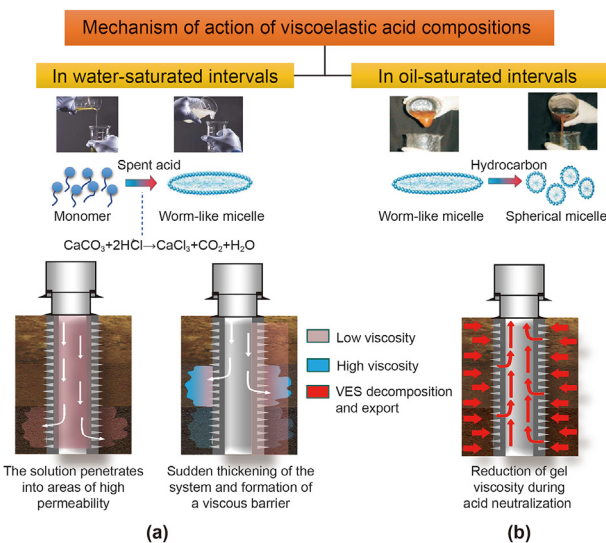 Mechanism of action of viscoelastic acid compositions
In water-saturated intervals
In oil-saturated intervals
Spent acid
Monomer
Worm-like micelle
Hydrocarbon
Worm-like micelle
Spherical micelle
CaCO₃+2HCl→CaCl₃+CO₂+H₂O
Low viscosity
High viscosity
VES decomposition
and export
The solution penetrates
into areas of high
permeability
Sudden thickening of the
system and formation of
a viscous barrier
Reduction of gel
viscosity during
acid neutralization
(a)
(b)